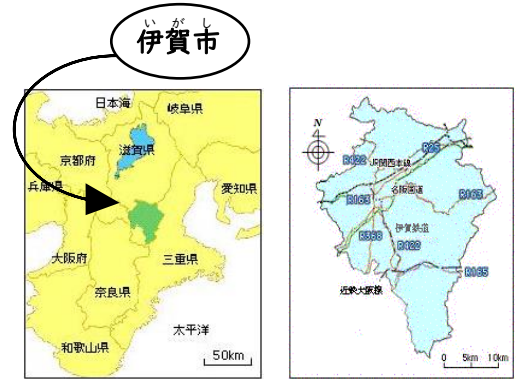 いがし
伊賀市
日本海
岐阜県
滋賀県
京都府
兵庫県
愛知県
大阪府
三重県
奈良県
太平洋
和歌山県
50km
N
R422
JR関西本線
R25
名阪国道
R163
R163
伊賀鉄道
R368
R422
R165
近鉄大阪線
0 5km 10km